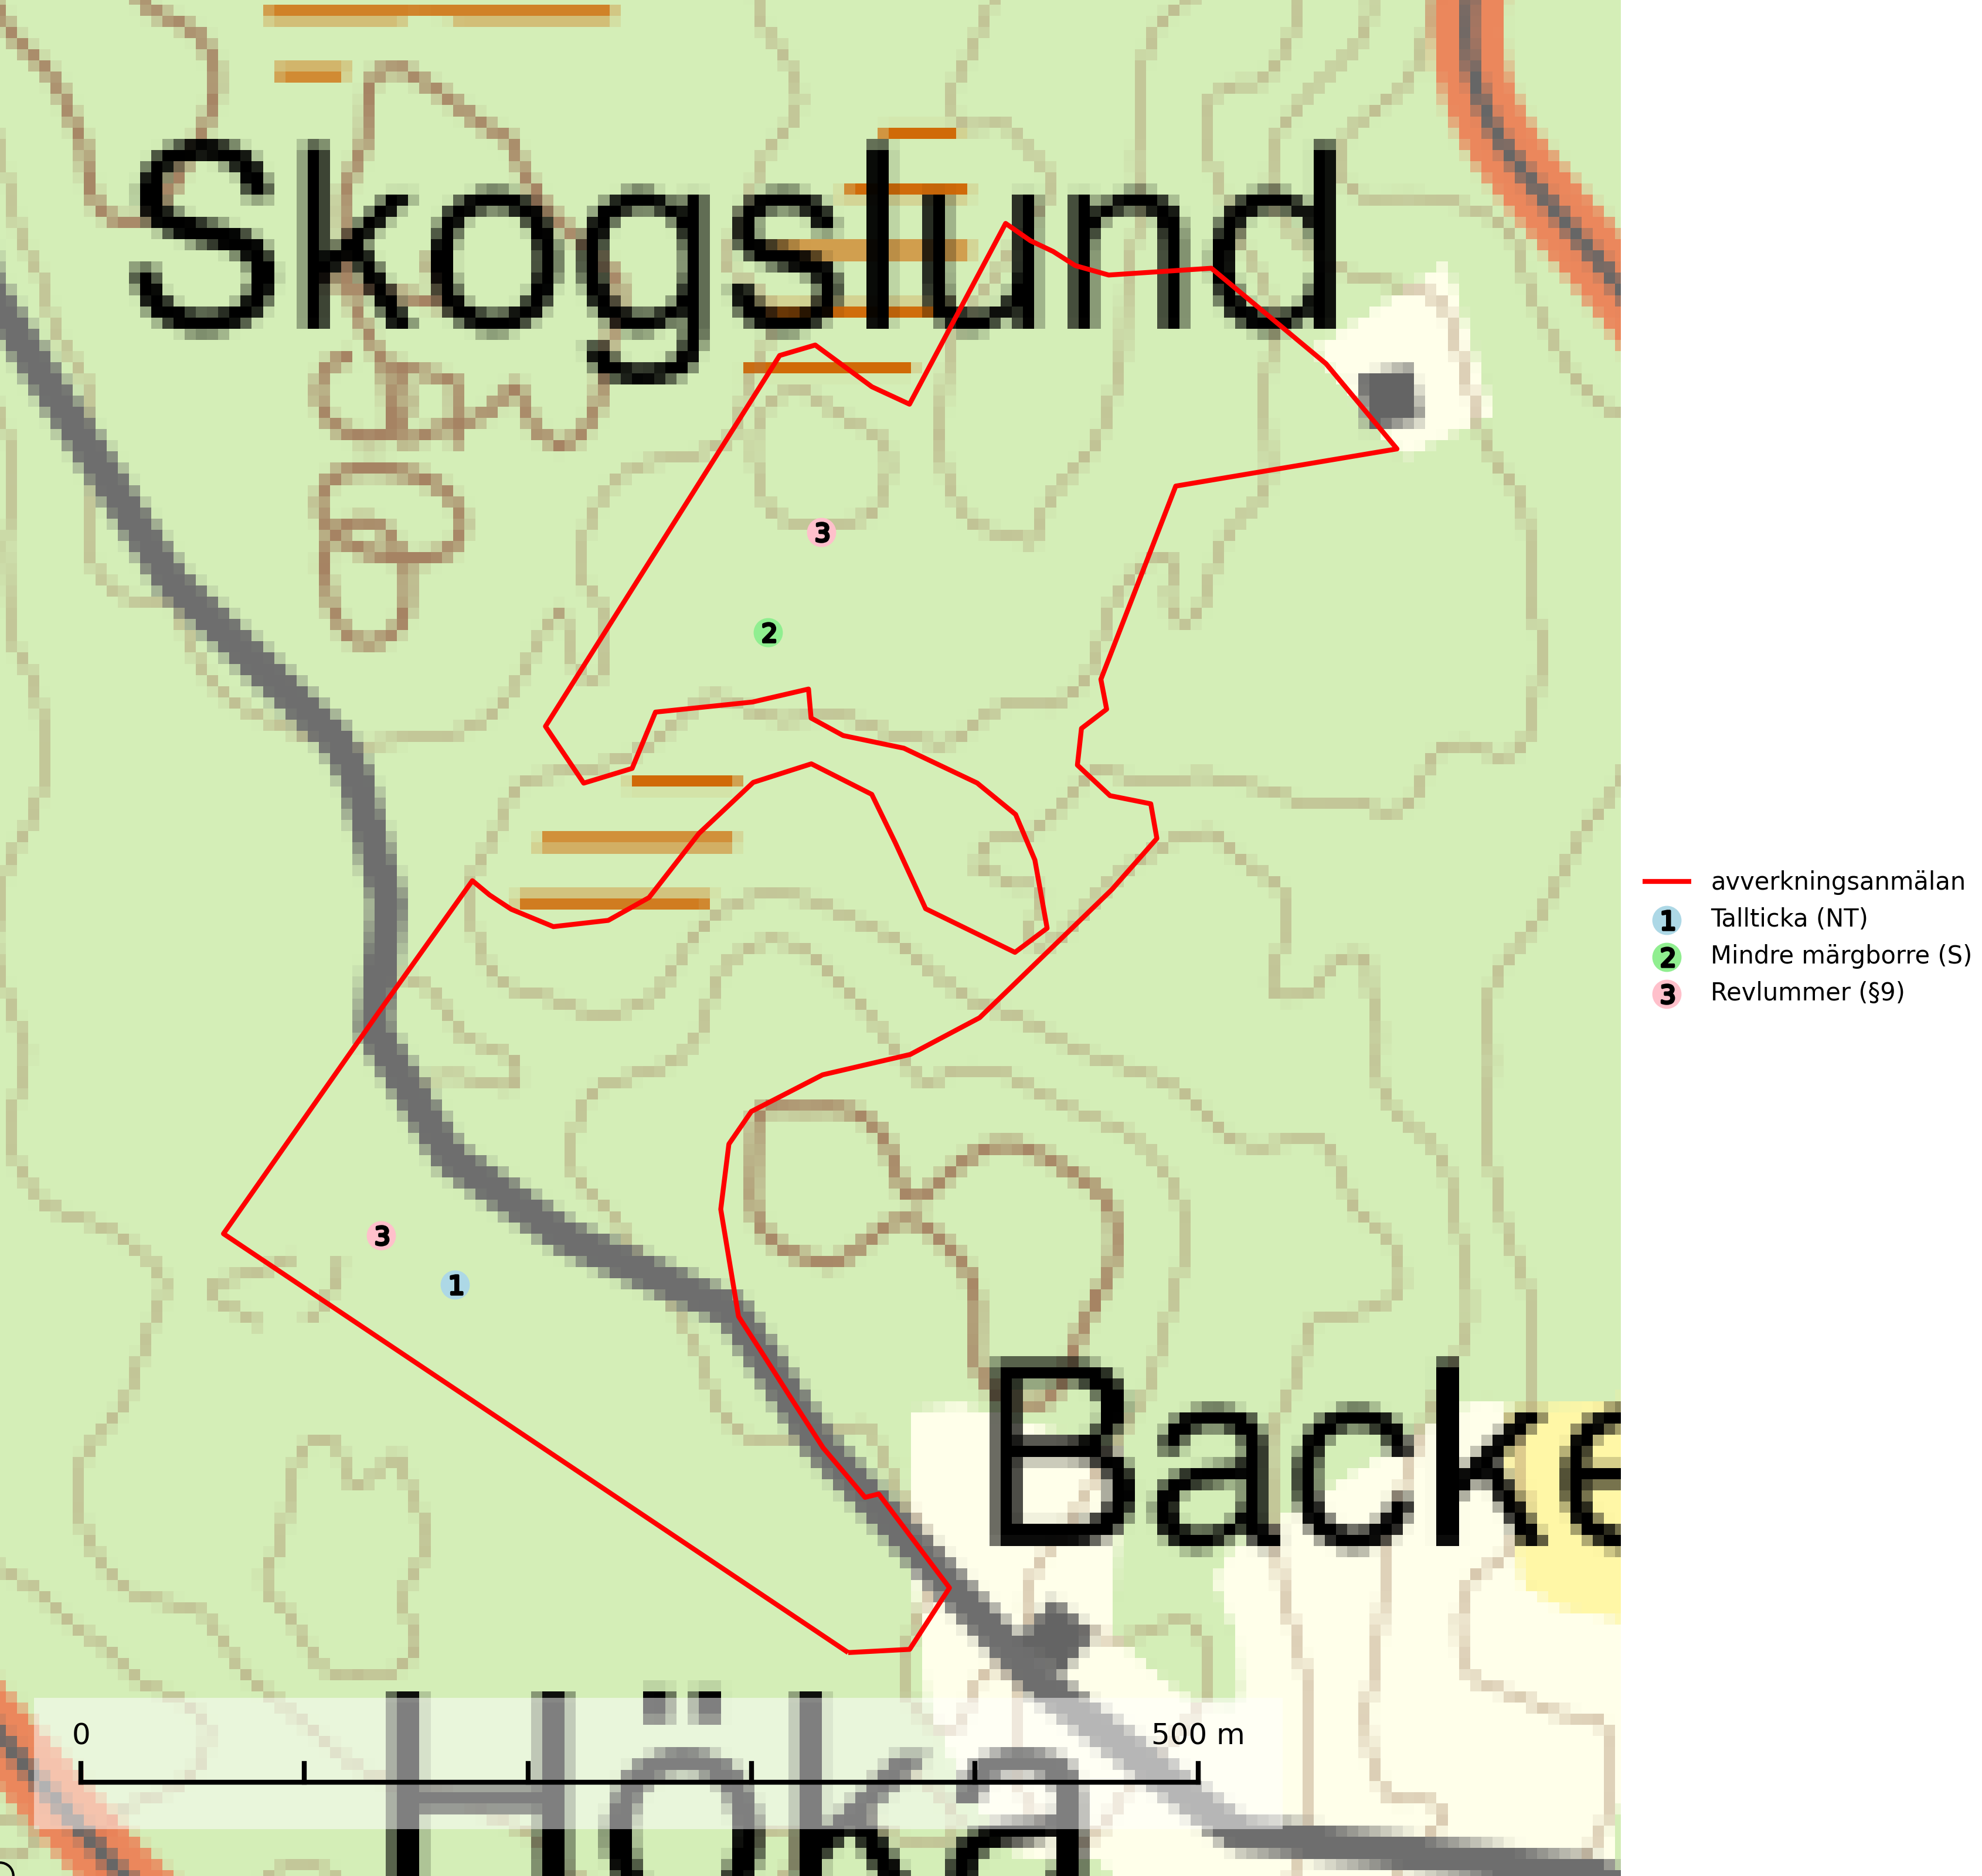 Skogslund
3
2
avverkningsanmälan
1 Tallticka (NT)
2 Mindre märgborre (S)
3 Revlummer (§9)
3
1
Backe
0 500 m
Höka